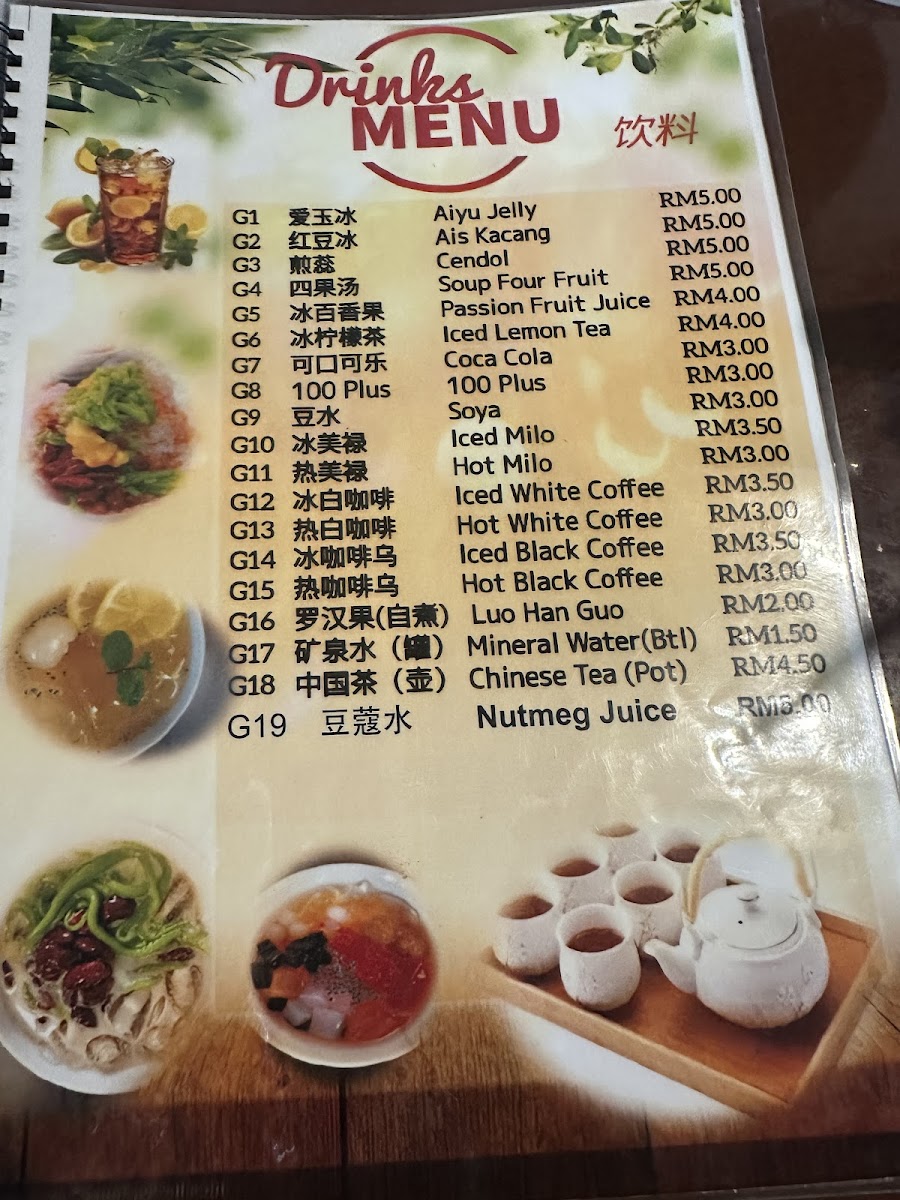 Drinks
MENU 饮料
G1 爱玉冰 Aiyu Jelly RM5.00
G2 红豆冰 Ais Kacang RM5.00
G3 煎蕊 Cendol RM5.00
G4 四果汤 Soup Four Fruit RM5.00
G5 冰百香果 Passion Fruit Juice RM4.00
G6 冰柠檬茶 Iced Lemon Tea RM4.00
G7 可口可乐 Coca Cola RM3.00
G8 100 Plus 100 Plus RM3.00
G9 豆水 Soya RM3.00
G10 冰美禄 Iced Milo RM3.50
G11 热美禄 Hot Milo RM3.00
G12 冰白咖啡 Iced White Coffee RM3.50
G13 热白咖啡 Hot White Coffee RM3.00
G14 冰咖啡乌 Iced Black Coffee RM3.50
G15 热咖啡乌 Hot Black Coffee RM3.00
G16 罗汉果(自煮) Luo Han Guo RM2.00
G17 矿泉水（罐） Mineral Water(Btl) RM1.50
G18 中国茶（壶） Chinese Tea (Pot) RM4.50
G19 豆蔻水 Nutmeg Juice